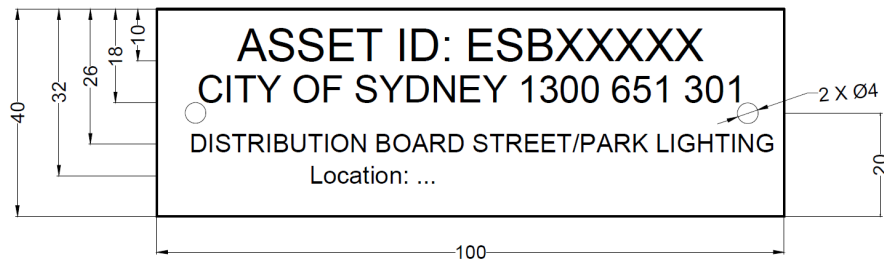 ASSET ID: ESBXXXXX
CITY OF SYDNEY 1300 651 301
DISTRIBUTION BOARD STREET/PARK LIGHTING
Location: ...
40
32
26
18
10
2 X Ø4
20
100